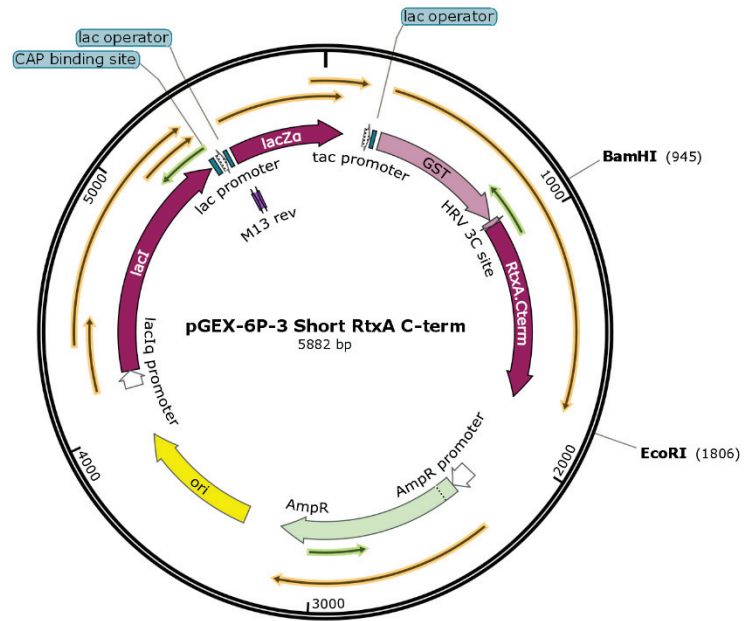 lac operator
lac operator
CAP binding site
lacZα
tac promoter
GST
lac promoter
M13 rev
HRV 3C site
BamHI (945)
1000
5000
lacI
RtxA.Cterm
pGEX-6P-3 Short RtxA C-term
5882 bp
lacIq promoter
EcoRI (1806)
2000
4000
AmpR promoter
ori
AmpR
3000